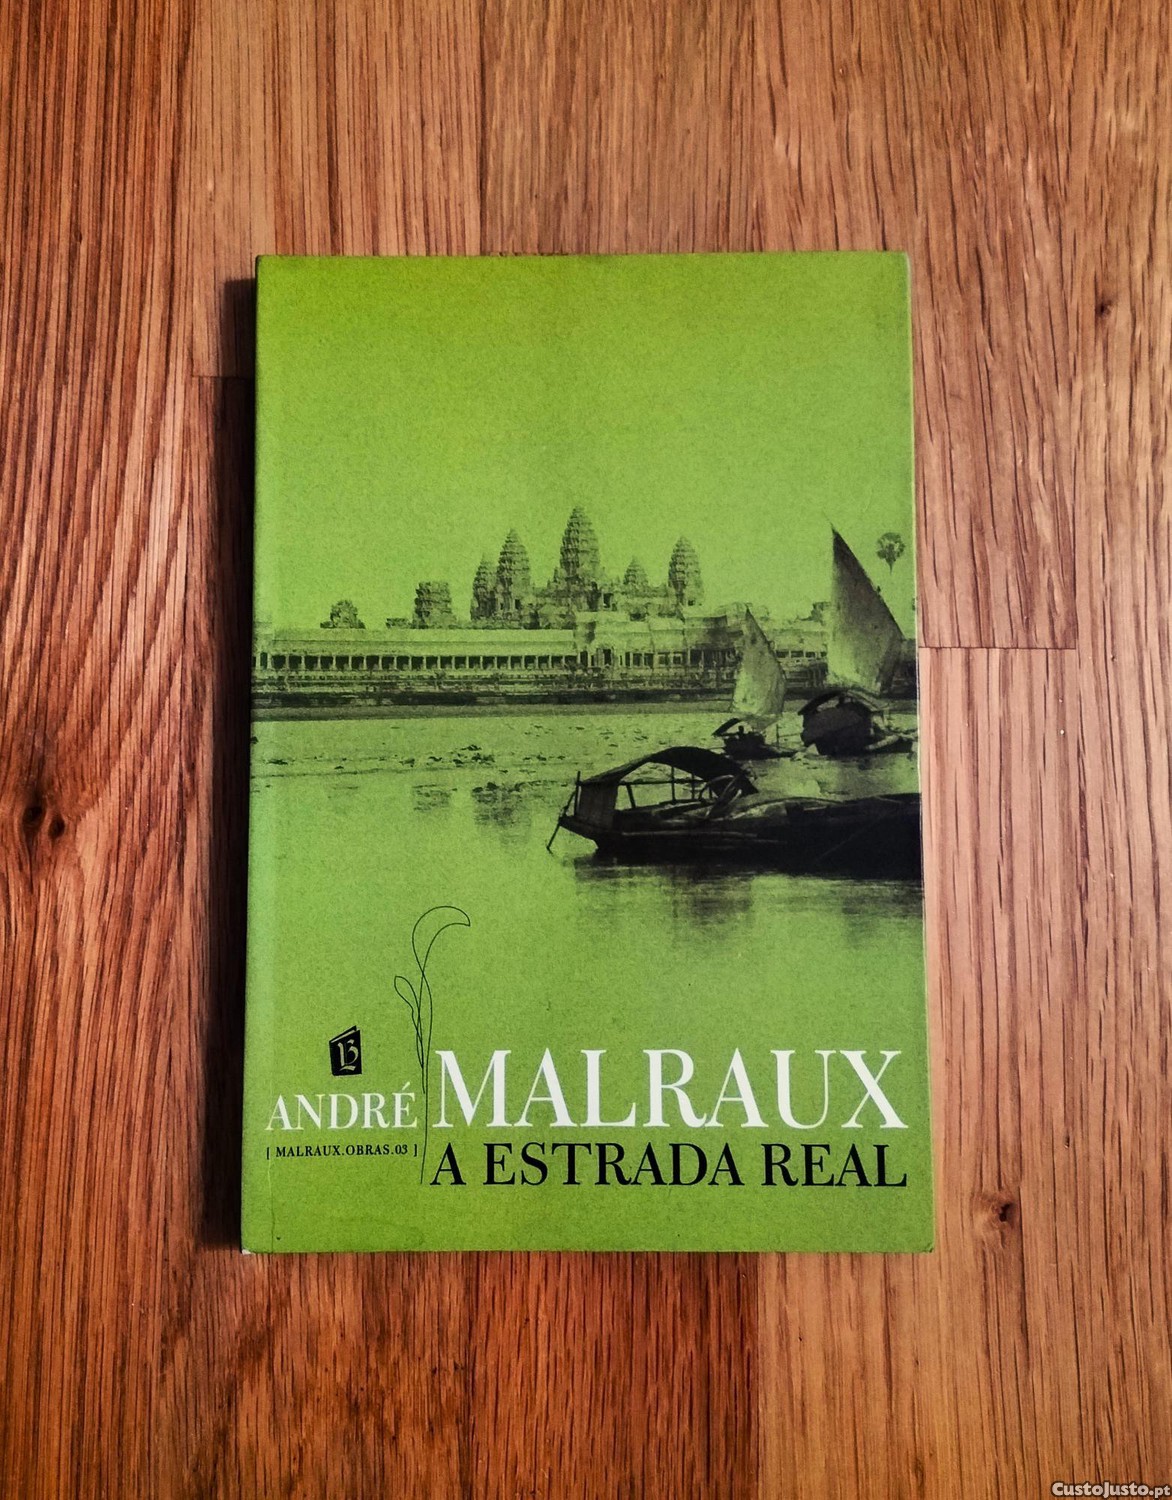 ANDRÉ MALRAUX
[ MALRAUX.OBRAS.03 ]
A ESTRADA REAL
CustoJusto.pt